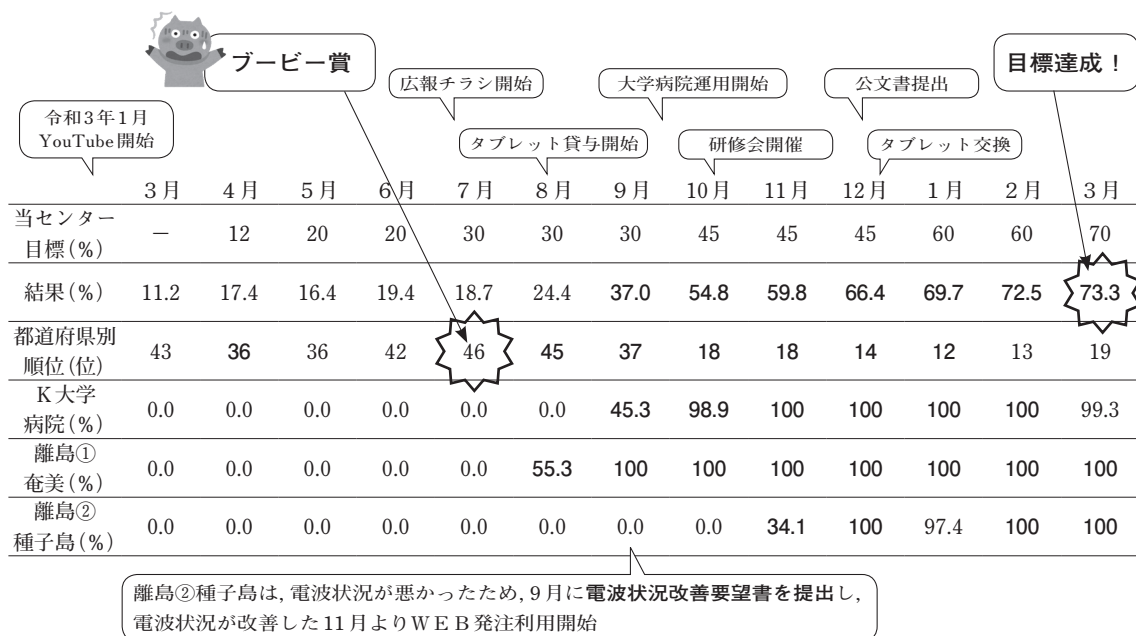 ブービー賞
目標達成！
広報チラシ開始
大学病院運用開始
公文書提出
令和3年1月
YouTube開始
タブレット貸与開始
研修会開催
タブレット交換
3月 4月 5月 6月 7月 8月 9月 10月 11月 12月 1月 2月 3月
当センター
目標(%) − 12 20 20 30 30 30 45 45 45 60 60 70
結果(%) 11.2 17.4 16.4 19.4 18.7 24.4 37.0 54.8 59.8 66.4 69.7 72.5 73.3
都道府県別
順位(位) 43 36 36 42 46 45 37 18 18 14 12 13 19
K大学
病院(%) 0.0 0.0 0.0 0.0 0.0 0.0 45.3 98.9 100 100 100 100 99.3
離島①
奄美(%) 0.0 0.0 0.0 0.0 0.0 55.3 100 100 100 100 100 100 100
離島②
種子島(%) 0.0 0.0 0.0 0.0 0.0 0.0 0.0 0.0 34.1 100 97.4 100 100
離島②種子島は, 電波状況が悪かったため, 9月に電波状況改善要望書を提出し,
電波状況が改善した11月よりＷＥＢ発注利用開始